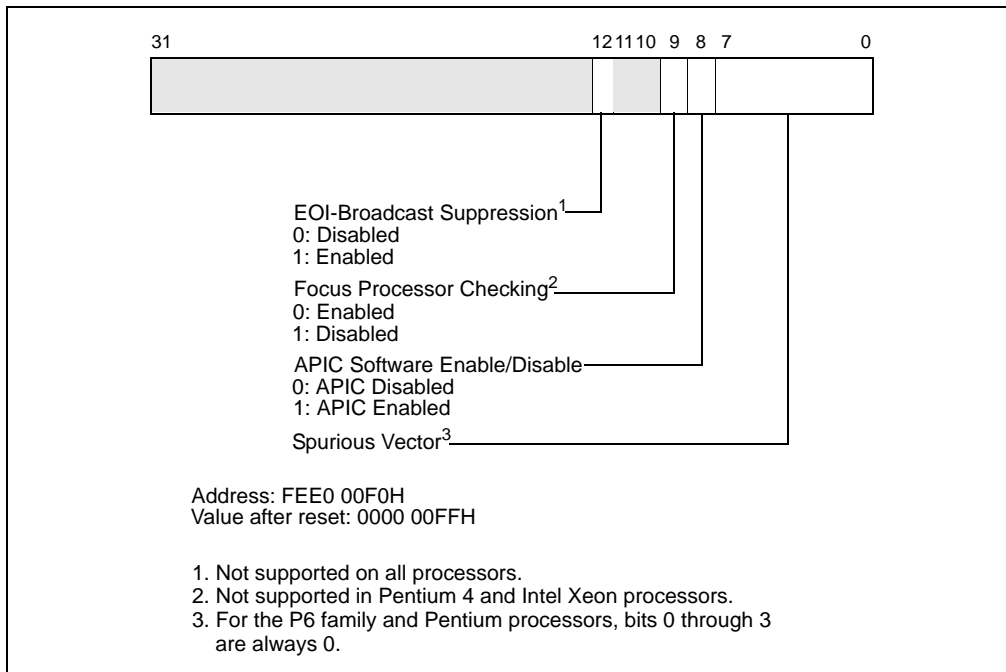 31 12 11 10 9 8 7 0
EOI-Broadcast Suppression1
0: Disabled
1: Enabled
Focus Processor Checking2
0: Enabled
1: Disabled
APIC Software Enable/Disable
0: APIC Disabled
1: APIC Enabled
Spurious Vector3
Address: FEE0 00F0H
Value after reset: 0000 00FFH
1. Not supported on all processors.
2. Not supported in Pentium 4 and Intel Xeon processors.
3. For the P6 family and Pentium processors, bits 0 through 3
are always 0.